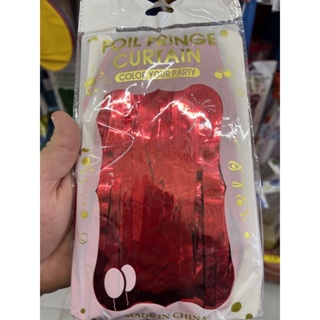 FOIL FRINGE
CURTAIN
COLOR YOUR PARTY
MADE IN CHINA